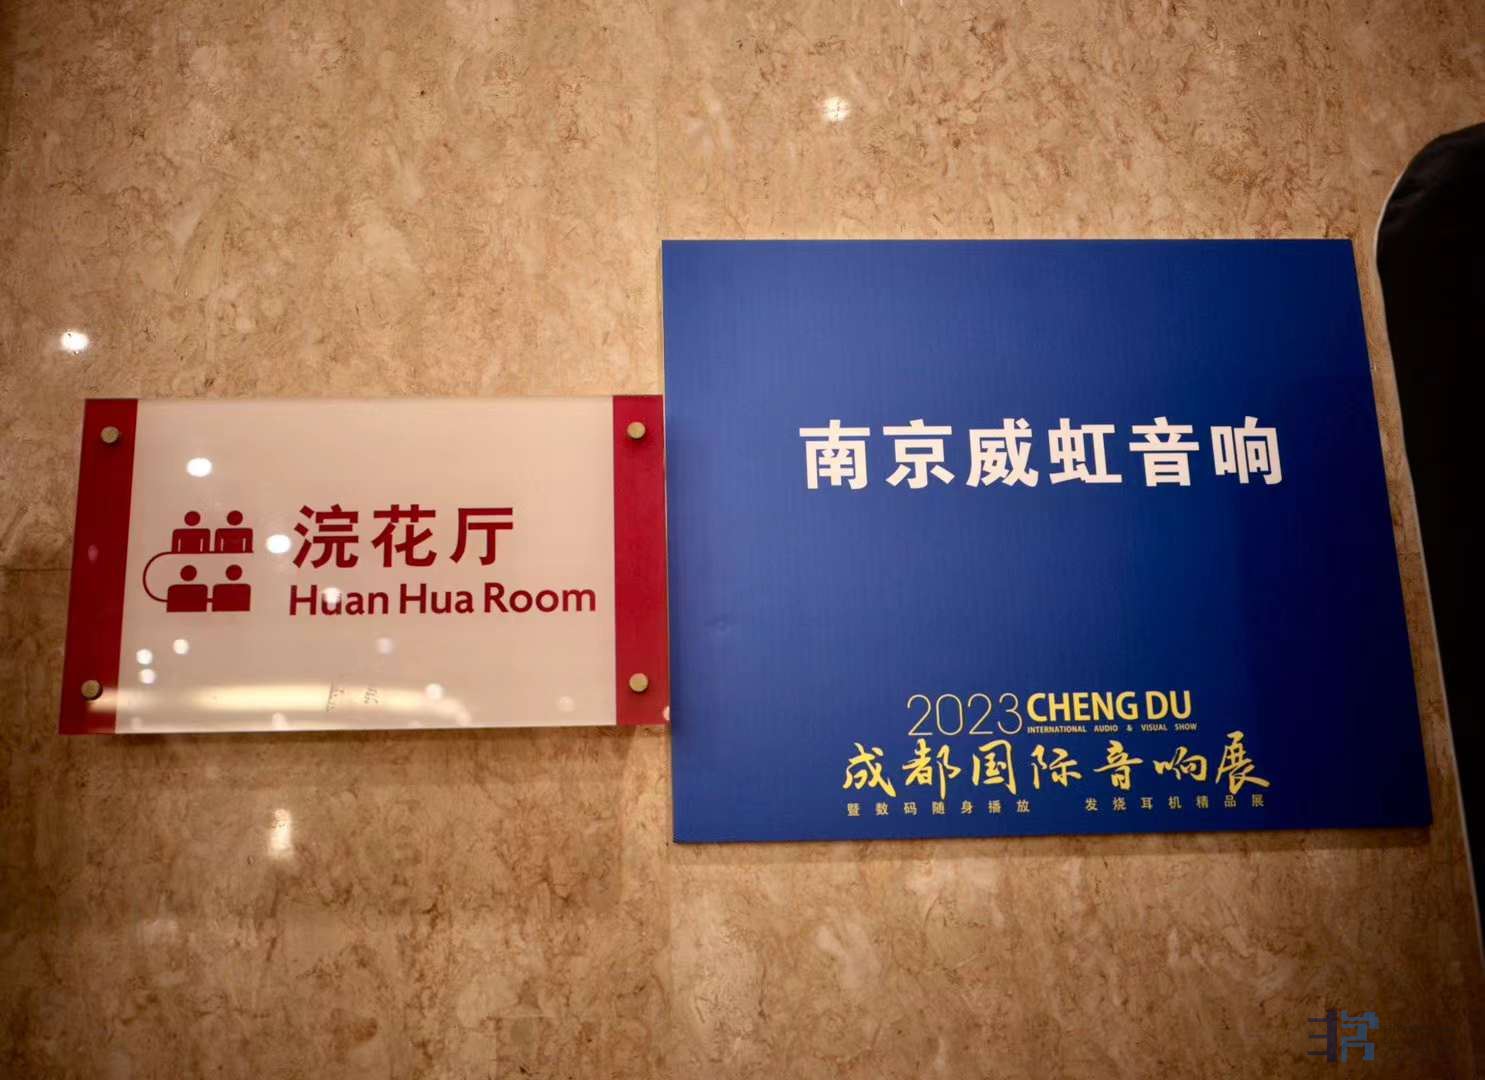 浣花厅
Huan Hua Room
南京威虹音响
2023 CHENG DU
INTERNATIONAL AUDIO & VISUAL SHOW
成都国际音响展
暨数码随身播放 发烧耳机精品展